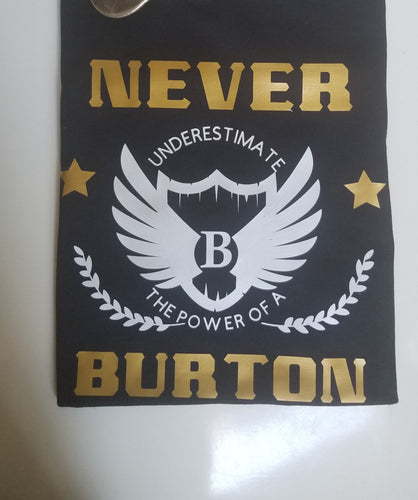 NEVER
UNDERESTIMATE
B
THE POWER OF A
BURTON